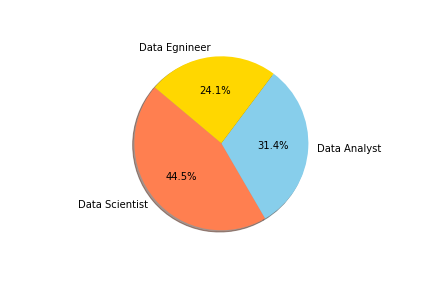 Data Egnineer
24.1%
31.4%
Data Analyst
44.5%
Data Scientist